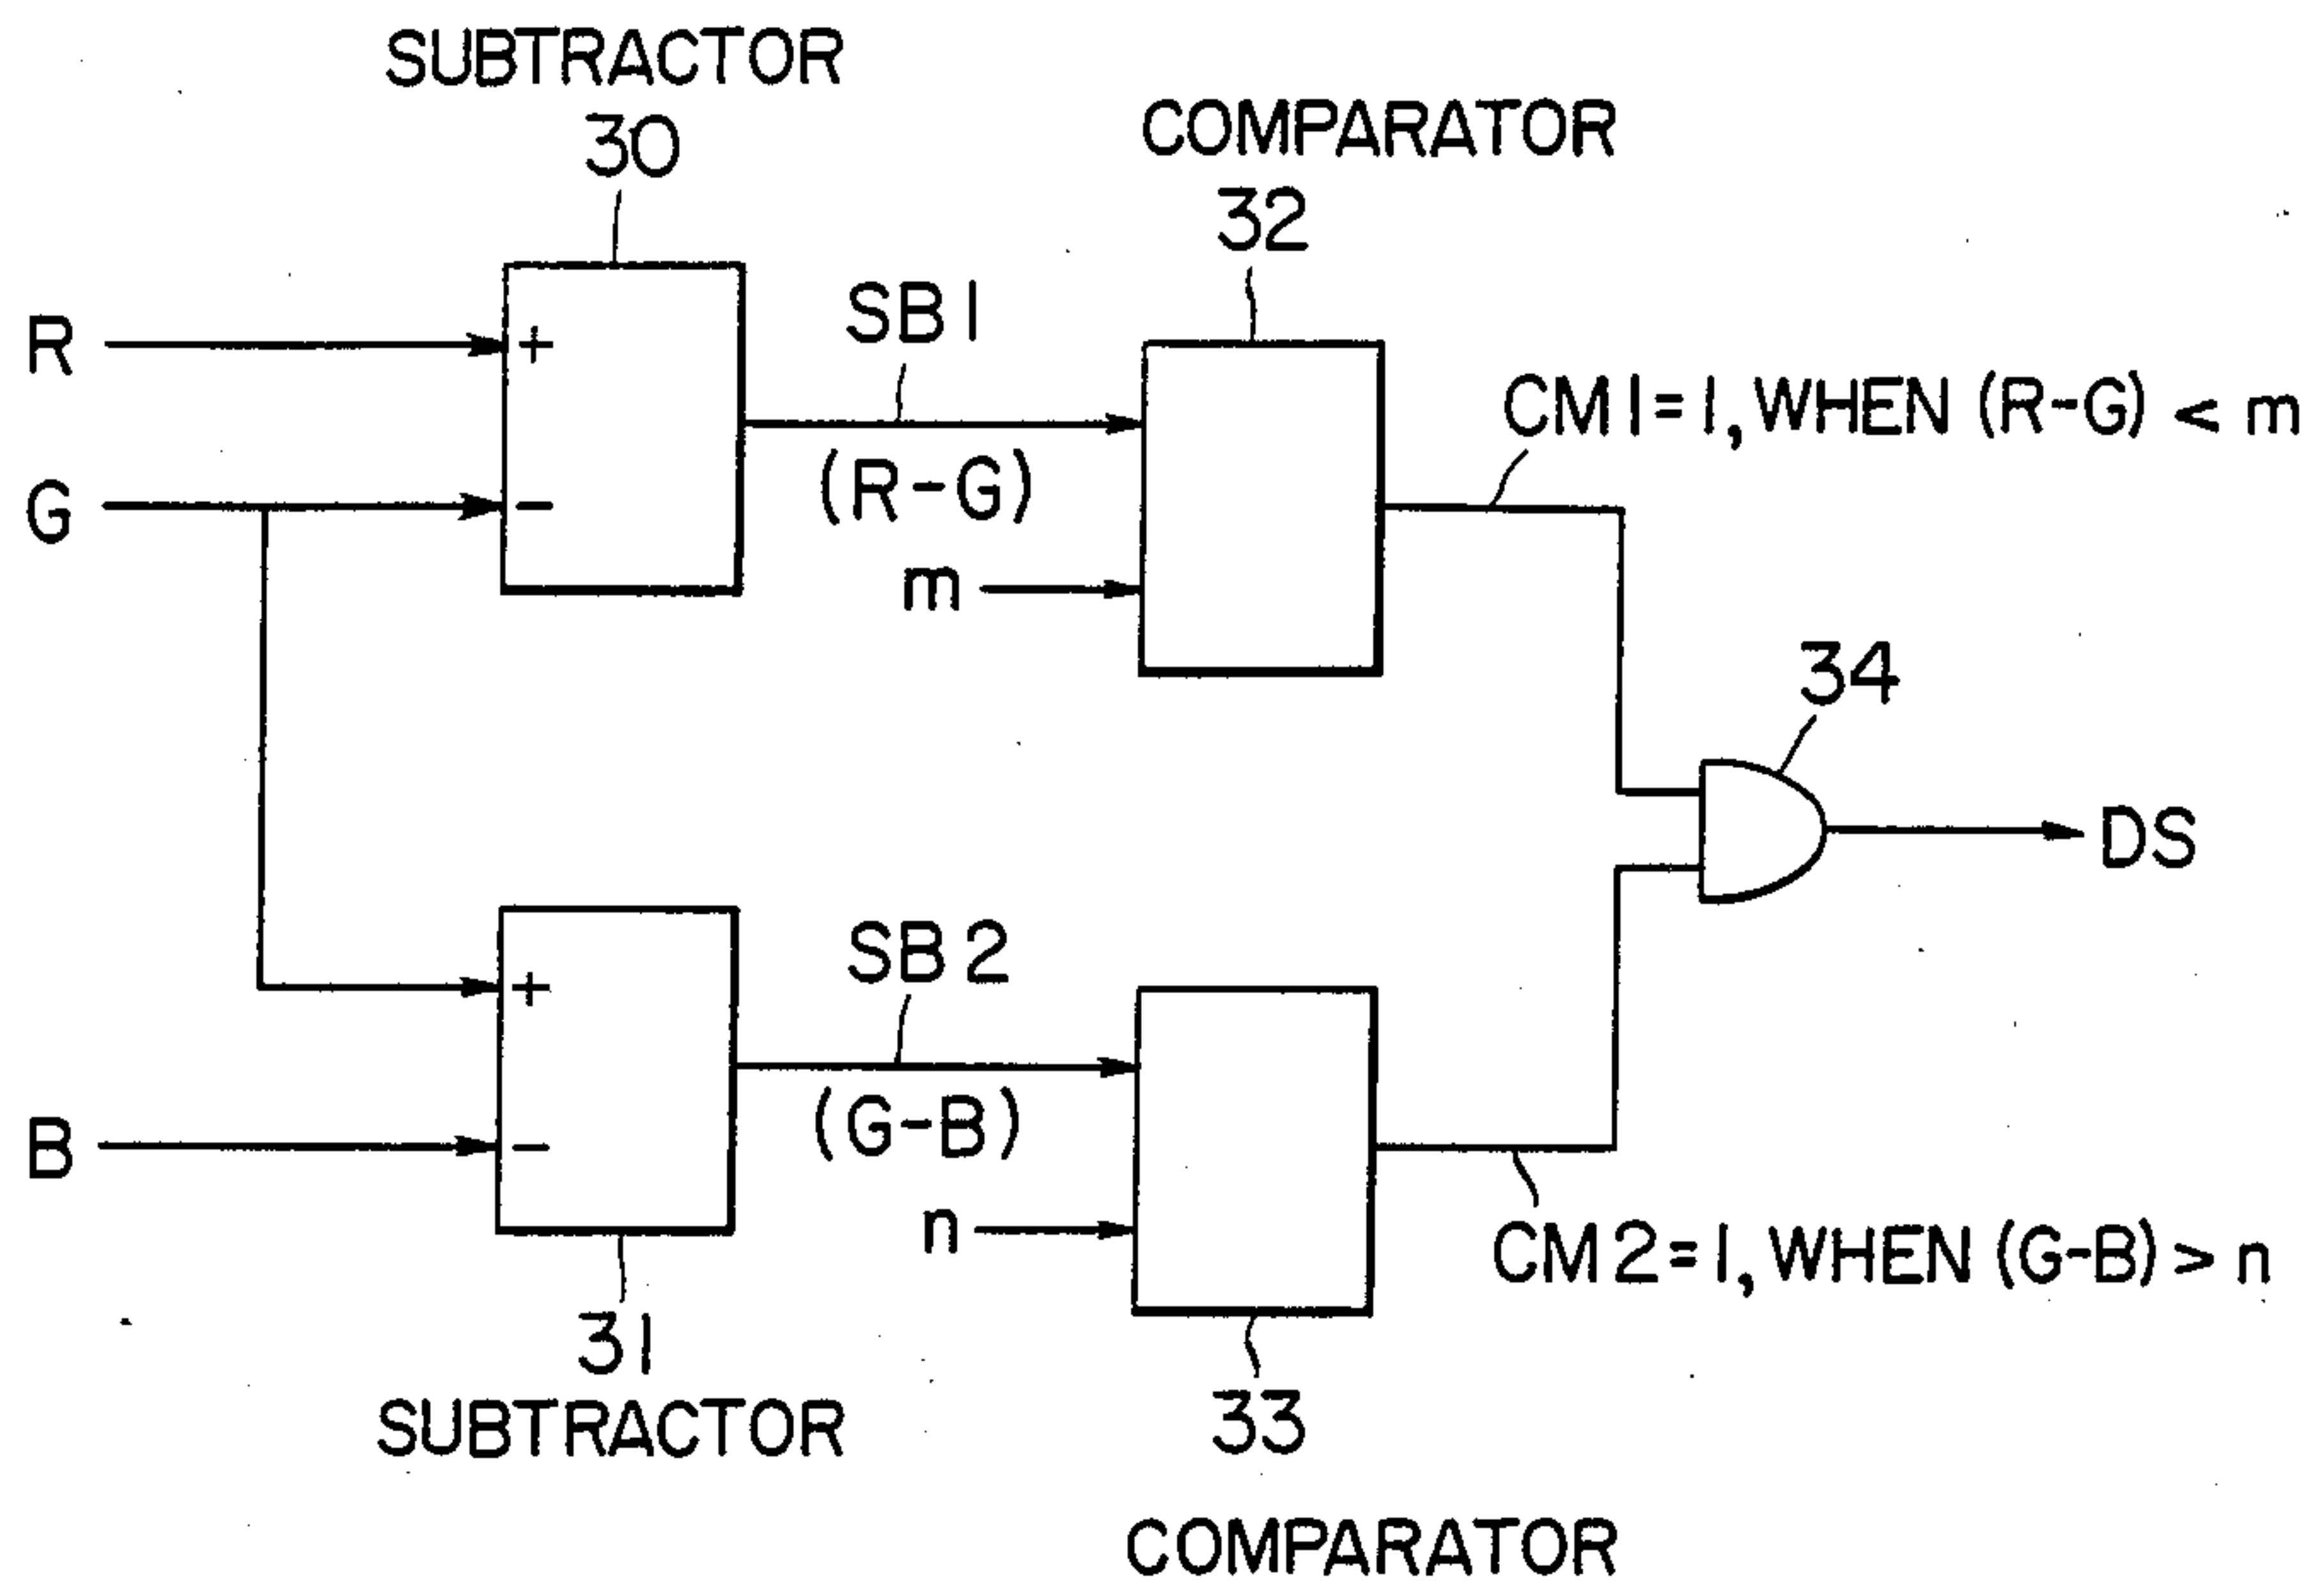 SUBTRACTOR
30
COMPARATOR
32
R
+
SB1
CM1=1, WHEN (R-G) < m
G
-
(R-G)
m
34
DS
+
SB2
B
-
(G-B)
n
CM2=1, WHEN (G-B) > n
31
SUBTRACTOR
33
COMPARATOR